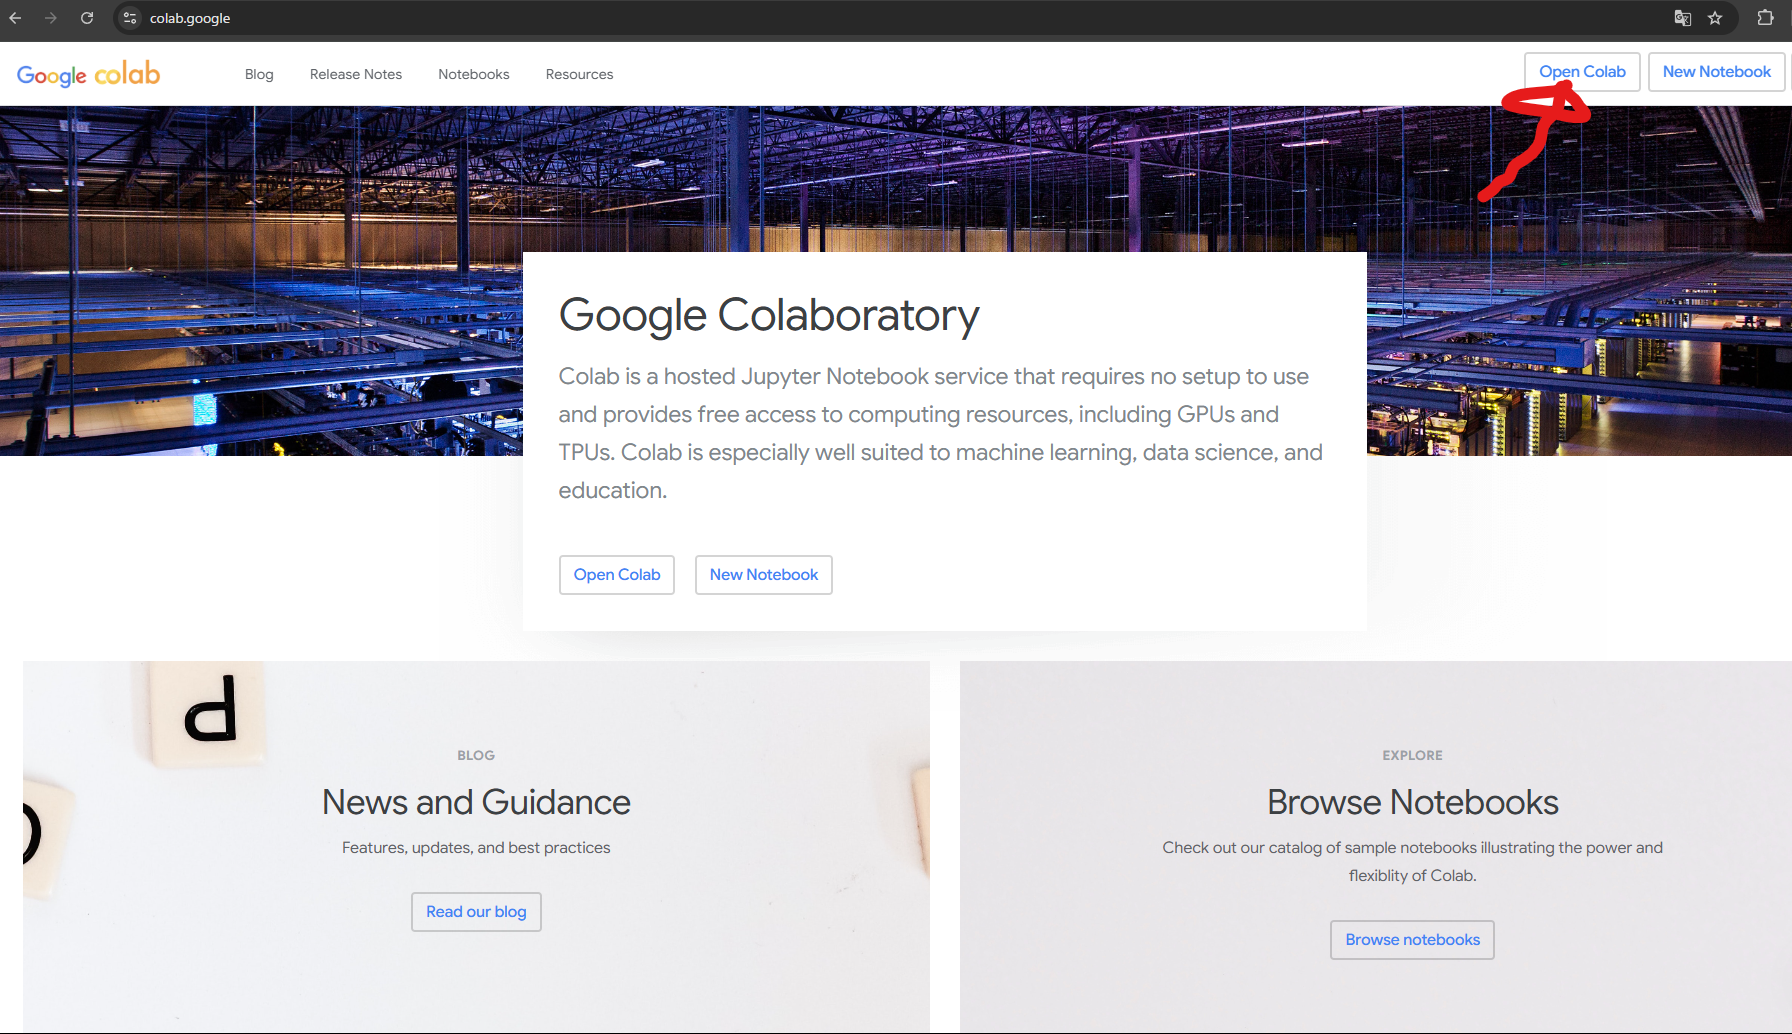 colab.google
Google colab
Blog
Release Notes
Notebooks
Resources
Open Colab
New Notebook
Google Colaboratory
Colab is a hosted Jupyter Notebook service that requires no setup to use
and provides free access to computing resources, including GPUs and
TPUs. Colab is especially well suited to machine learning, data science, and
education.
Open Colab
New Notebook
d
BLOG
News and Guidance
Features, updates, and best practices
Read our blog
EXPLORE
Browse Notebooks
Check out our catalog of sample notebooks illustrating the power and
flexiblity of Colab.
Browse notebooks